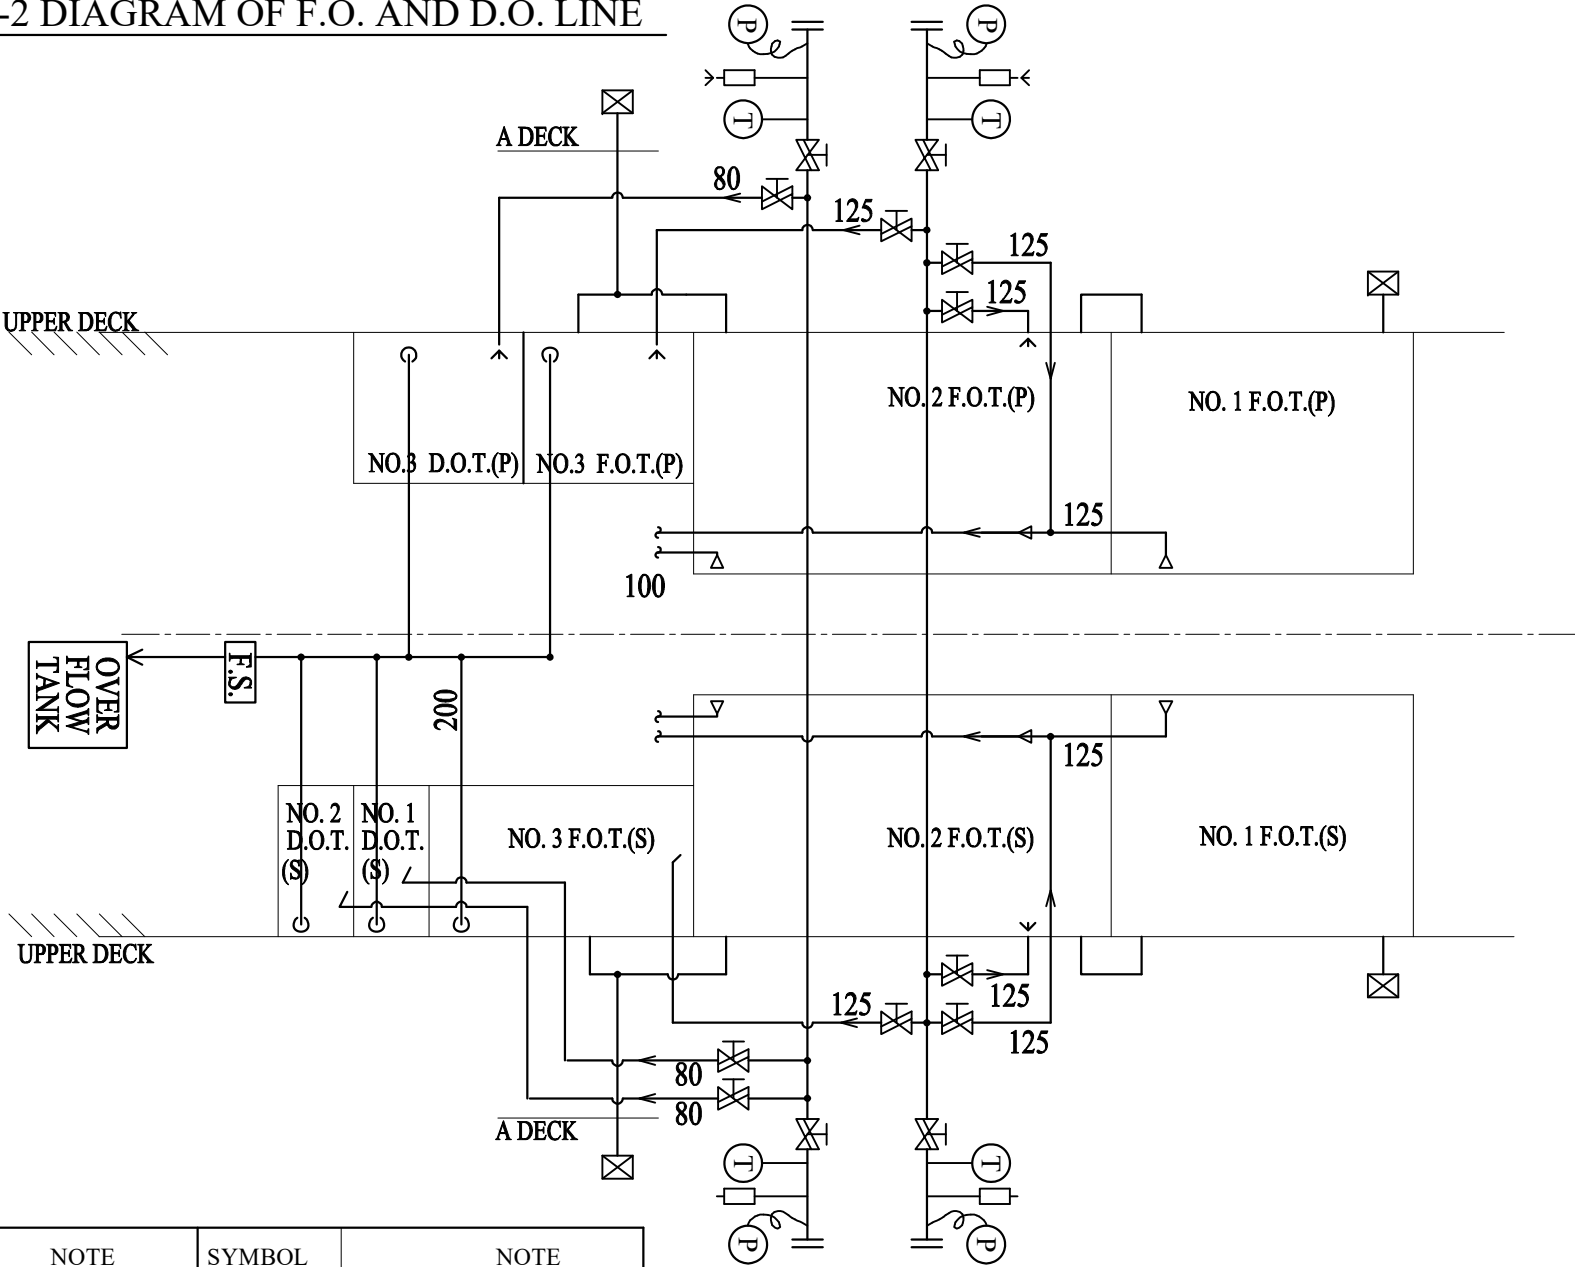 -2 DIAGRAM OF F.O. AND D.O. LINE
P
P
T
T
A DECK
80
125
125
125
UPPER DECK
NO. 2 F.O.T.(P)
NO. 1 F.O.T.(P)
NO.3 D.O.T.(P)
NO.3 F.O.T.(P)
125
100
OVER
FLOW
TANK
F.S.
200
125
NO. 2
D.O.T.
(S)
NO. 1
D.O.T.
(S)
NO. 3 F.O.T.(S)
NO. 2 F.O.T.(S)
NO. 1 F.O.T.(S)
UPPER DECK
125
125
125
80
80
A DECK
T
T
P
P
NOTE
SYMBOL
NOTE